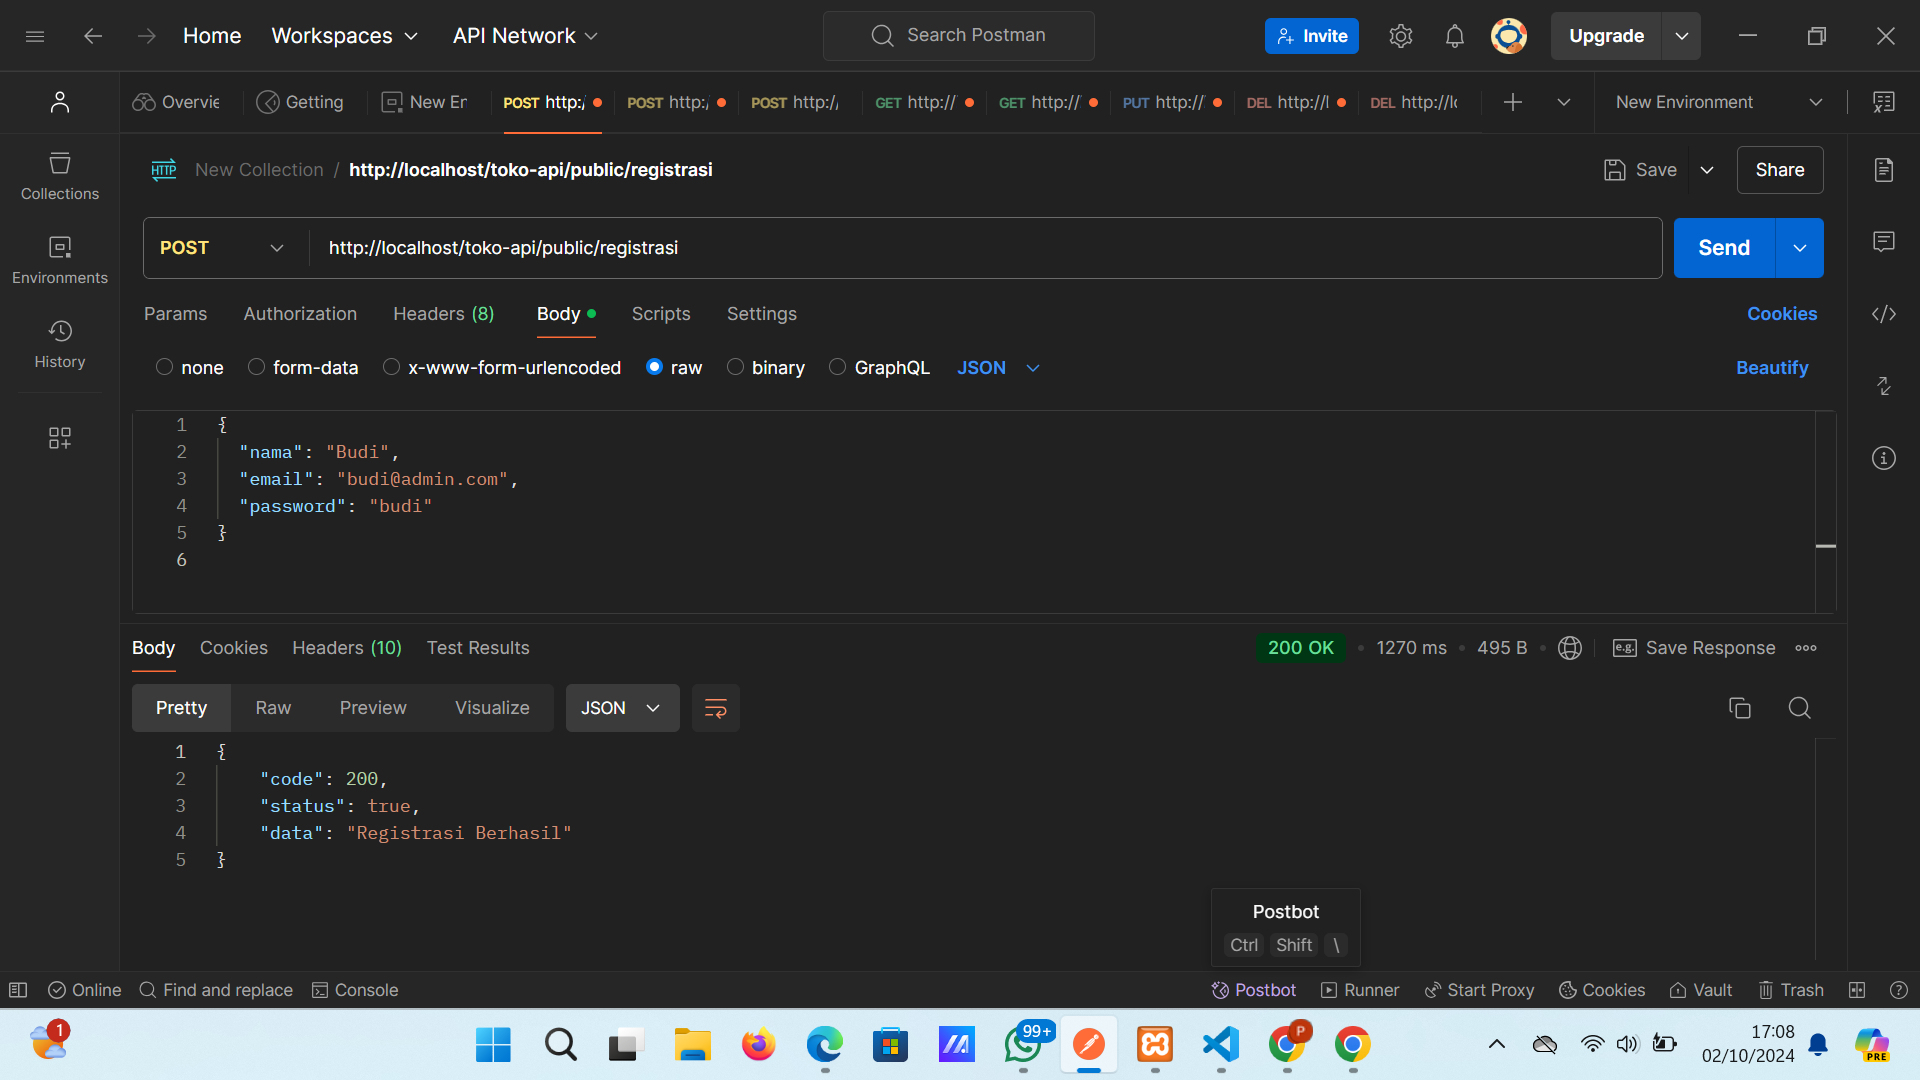 Home Workspaces API Network Search Postman Invite Upgrade
Overvie Getting New En POST http:/ POST http:/ POST http:/ GET http:// GET http:// PUT http:// DEL http://l DEL http://lo New Environment
HTTP New Collection / http://localhost/toko-api/public/registrasi Save Share
POST http://localhost/toko-api/public/registrasi Send
Params Authorization Headers (8) Body Scripts Settings Cookies
none form-data x-www-form-urlencoded raw binary GraphQL JSON Beautify
1 {
2 "nama": "Budi",
3 "email": "budi@admin.com",
4 "password": "budi"
5 }
6
Collections
Environments
History
Body Cookies Headers (10) Test Results 200 OK • 1270 ms • 495 B • e.g. Save Response
Pretty Raw Preview Visualize JSON
1 {
2 "code": 200,
3 "status": true,
4 "data": "Registrasi Berhasil"
5 }
Postbot
Ctrl Shift \
Online Find and replace Console Postbot Runner Start Proxy Cookies Vault Trash
1 99+ P 17:08
02/10/2024 PRE